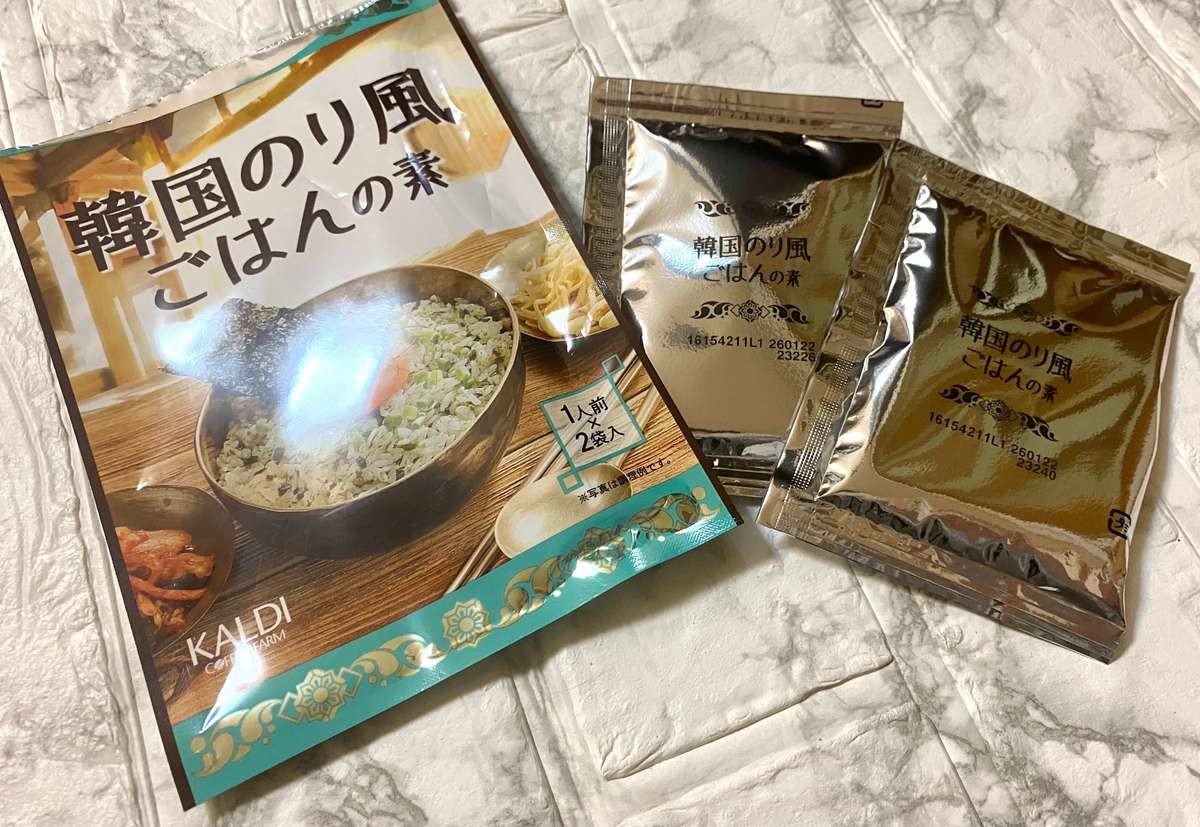 韓国のり風
ごはんの素
1人前
×
2袋入
※写真は調理例です。
KALDI
COFFEE FARM
韓国のり風
ごはんの素
16154211L1 260122
23226
韓国のり風
ごはんの素
16154211L1 260122
23240